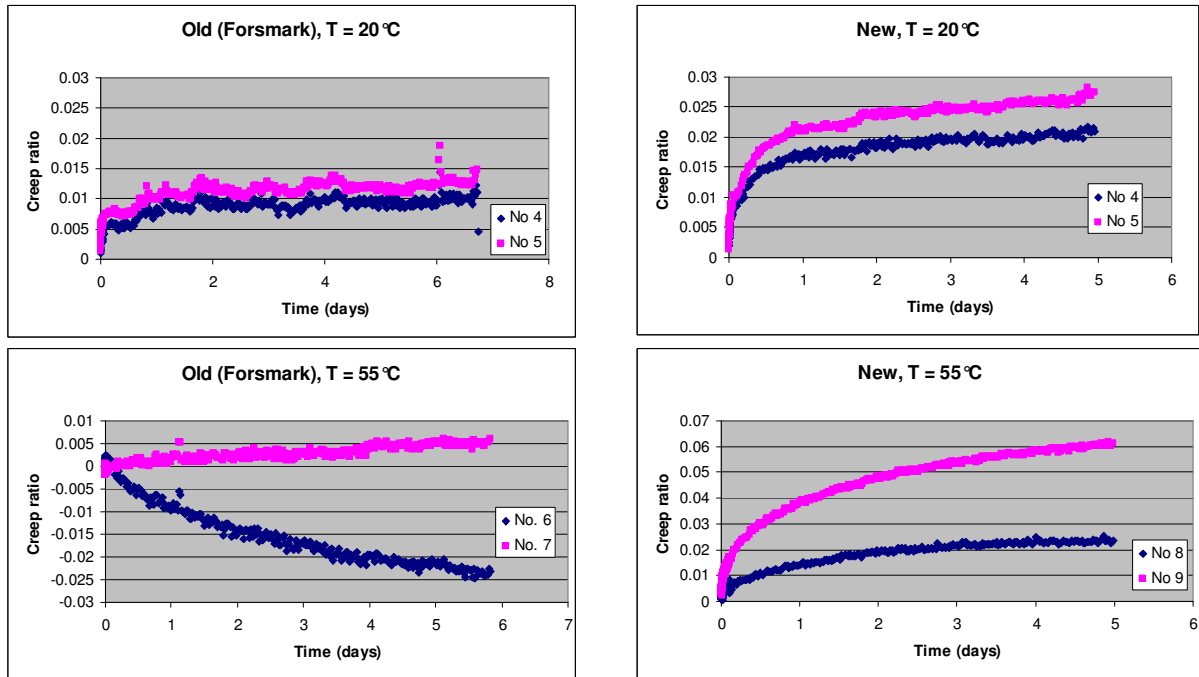 Old (Forsmark), T = 20°C
Creep ratio
0.03
0.025
0.02
0.015
0.01
0.005
0
0 2 4 6 8
Time (days)
No 4
No 5
New, T = 20°C
Creep ratio
0.03
0.025
0.02
0.015
0.01
0.005
0
0 1 2 3 4 5 6
Time (days)
No 4
No 5
Old (Forsmark), T = 55°C
Creep ratio
0.01
0.005
0
-0.005
-0.01
-0.015
-0.02
-0.025
-0.03
0 1 2 3 4 5 6 7
Time (days)
No. 6
No. 7
New, T = 55°C
Creep ratio
0.07
0.06
0.05
0.04
0.03
0.02
0.01
0
0 1 2 3 4 5 6
Time (days)
No 8
No 9